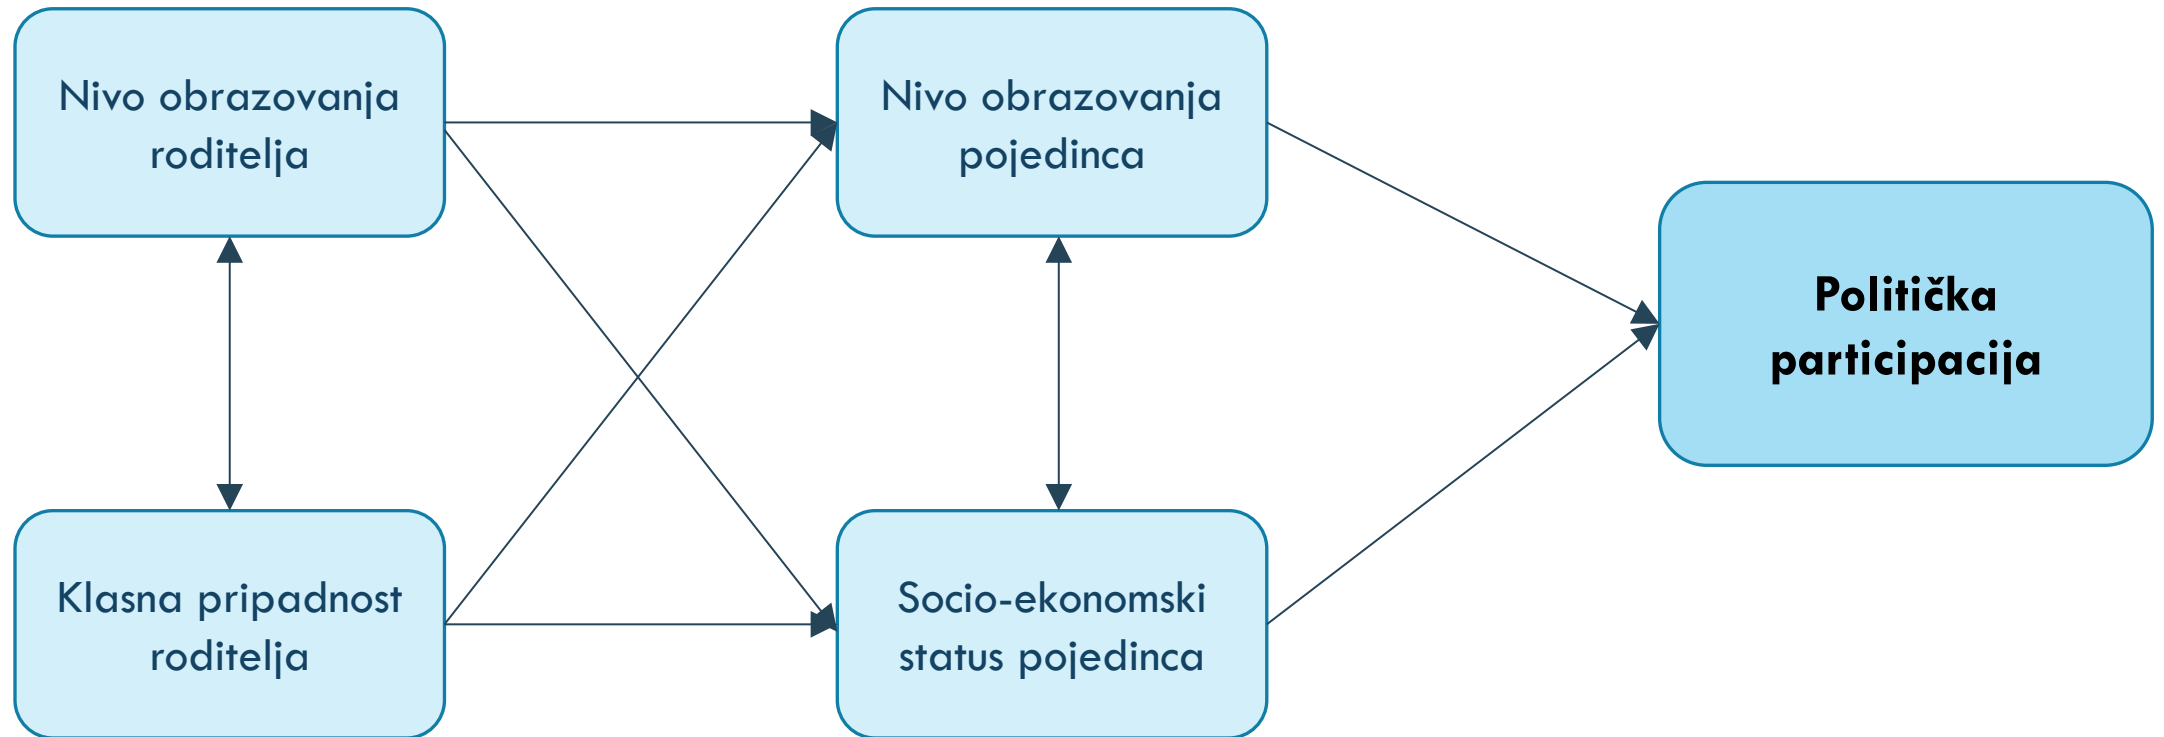 Nivo obrazovanja
roditelja
Nivo obrazovanja
pojedinca
Politička
participacija
Klasna pripadnost
roditelja
Socio-ekonomski
status pojedinca